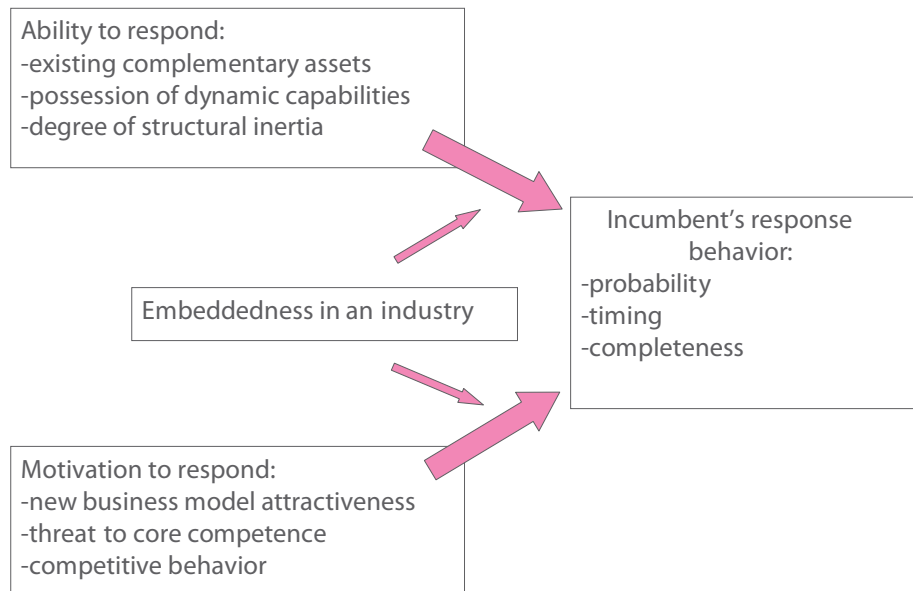 Ability to respond:
-existing complementary assets
-possession of dynamic capabilities
-degree of structural inertia
Incumbent's response
behavior:
-probability
-timing
-completeness
Embeddedness in an industry
Motivation to respond:
-new business model attractiveness
-threat to core competence
-competitive behavior